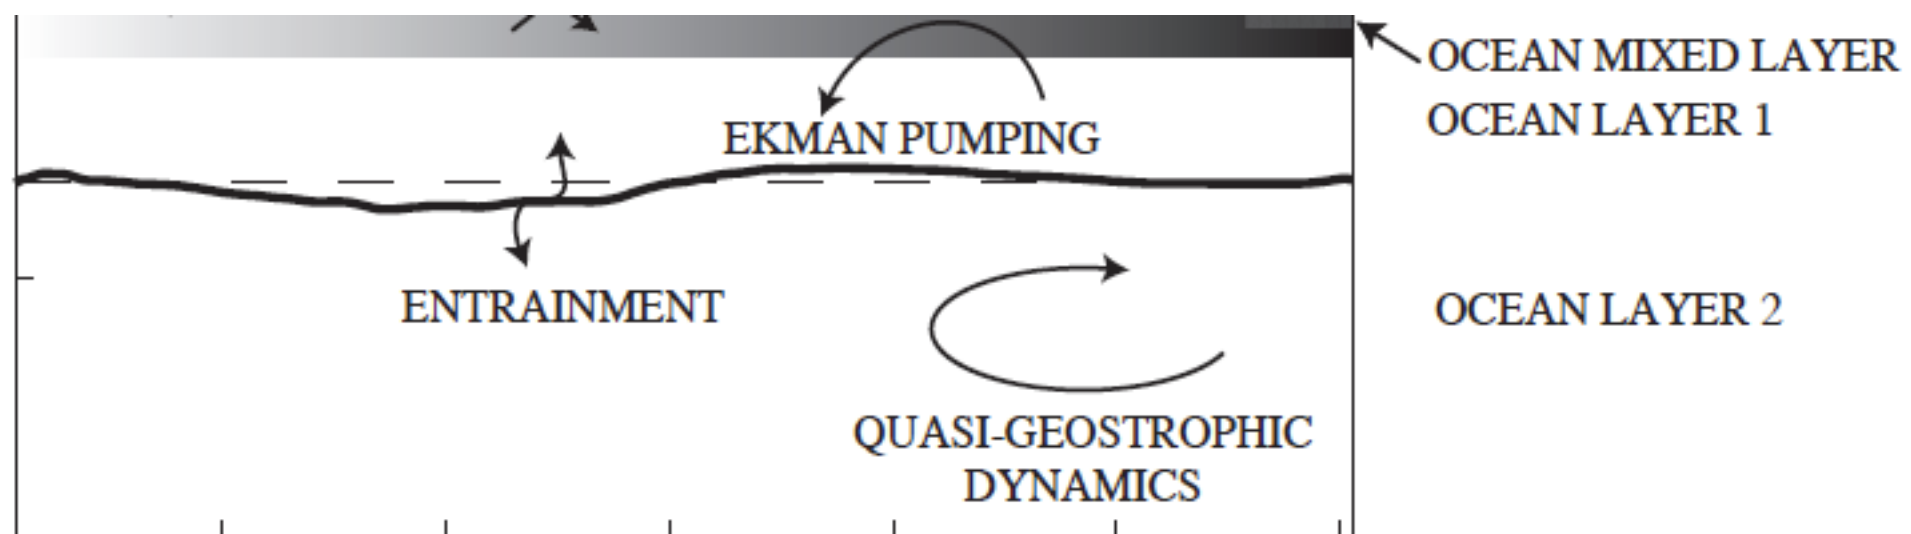 OCEAN MIXED LAYER
OCEAN LAYER 1
EKMAN PUMPING
ENTRAINMENT
OCEAN LAYER 2
QUASI-GEOSTROPHIC
DYNAMICS